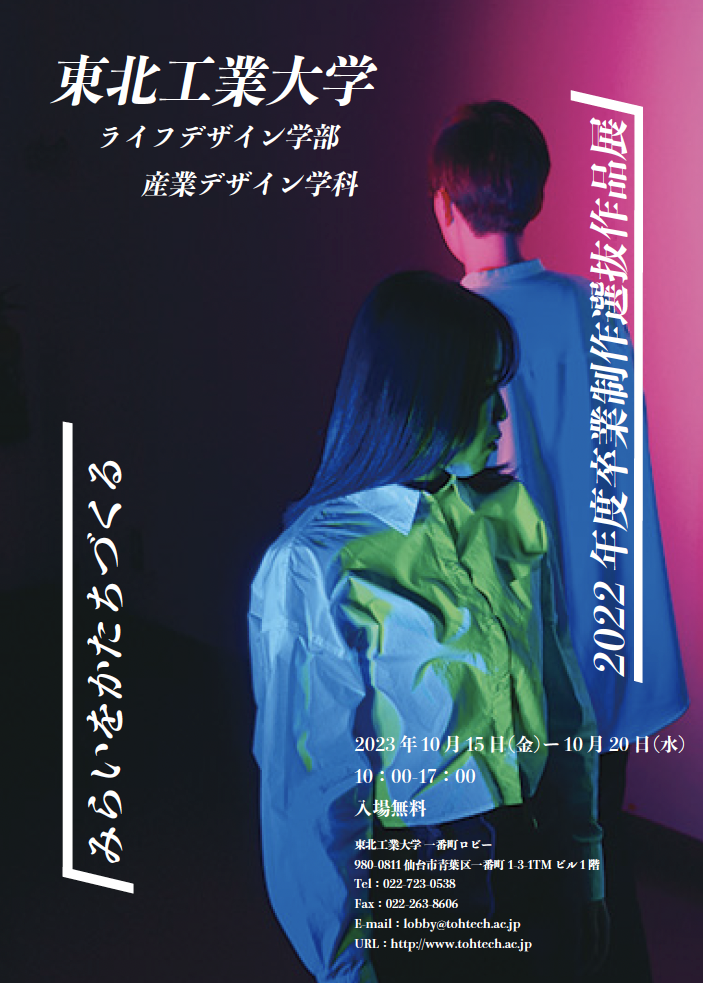 東北工業大学
ライフデザイン学部
産業デザイン学科
2022 年度卒業制作選抜作品展
みらいをかたちづくる
2023 年 10 月 15 日（金）ー 10 月 20 日（水）
10：00-17：00
入場無料
東北工業大学 一番町ロビー
980-0811 仙台市青葉区一番町 1-3-1TM ビル 1 階
Tel：022-723-0538
Fax：022-263-8606
E-mail：lobby@tohtech.ac.jp
URL：http://www.tohtech.ac.jp